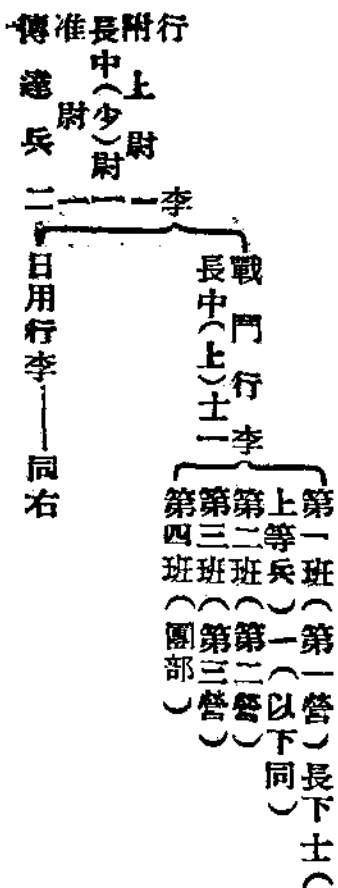 行李
附上尉一
長中(少)尉一
准尉一
傳達兵二
戰門行李
長中(上)士一
第一班(第一營)長下士(
上等兵)一(以下同)
第二班(第二營)
第三班(第三營)
第四班(團部)
日用行李——同右